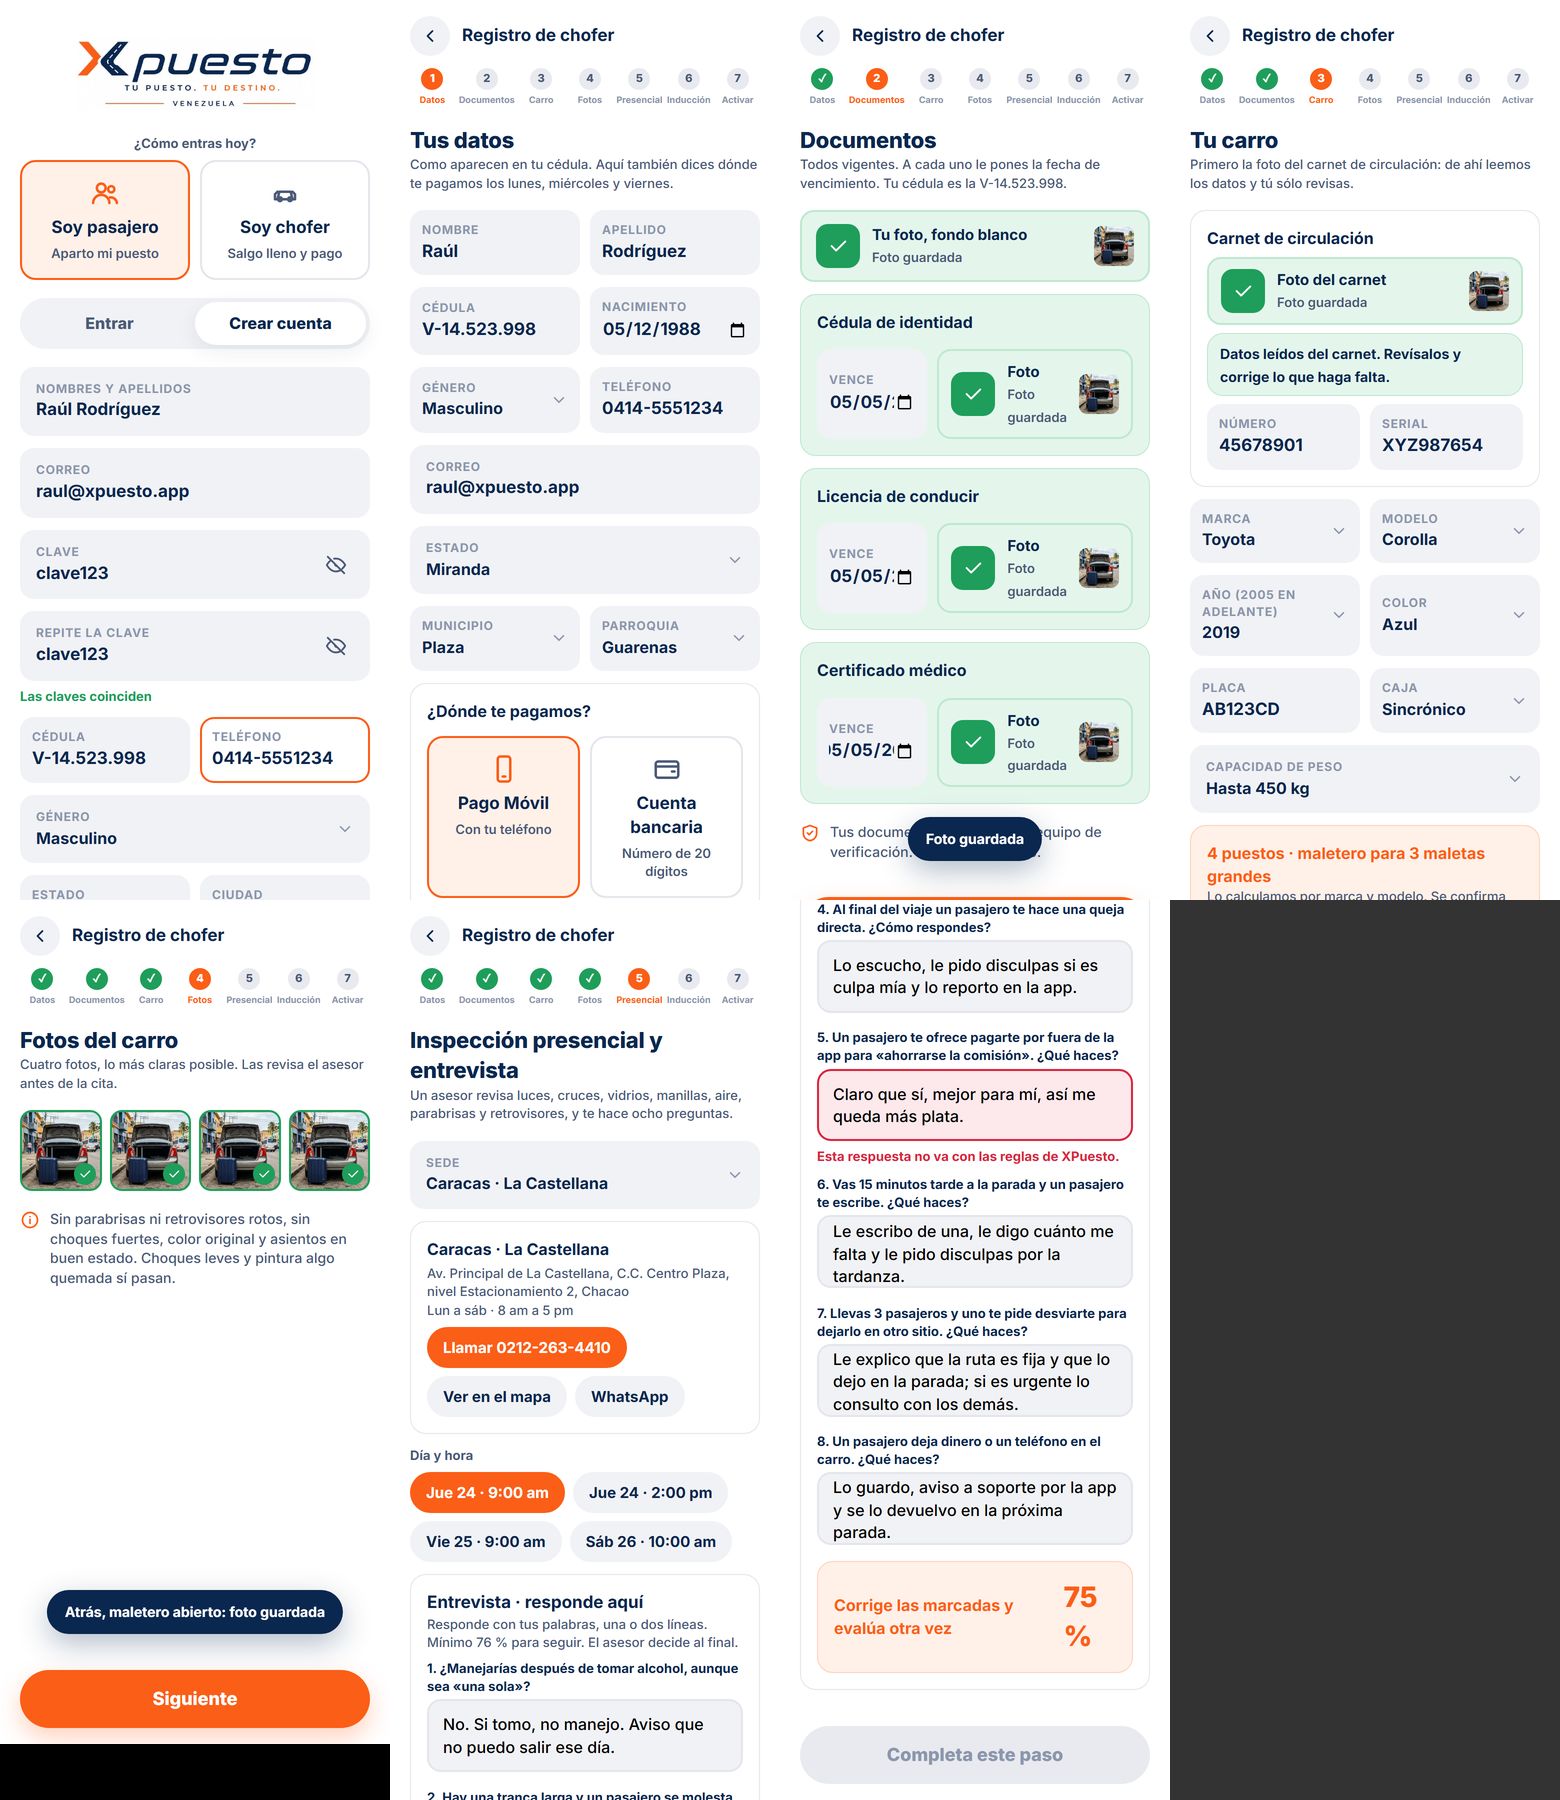 Xpuesto
TU PUESTO. TU DESTINO.
VENEZUELA
¿Cómo entras hoy?
Soy pasajero
Aparto mi puesto
Soy chofer
Salgo lleno y pago
Entrar
Crear cuenta
NOMBRES Y APELLIDOS
Raúl Rodríguez
CORREO
raul@xpuesto.app
CLAVE
clave123
REPITE LA CLAVE
clave123
Las claves coinciden
CÉDULA
V-14.523.998
TELÉFONO
0414-5551234
GÉNERO
Masculino
ESTADO
CIUDAD
Registro de chofer
1 2 3 4 5 6 7
Datos Documentos Carro Fotos Presencial Inducción Activar
Tus datos
Como aparecen en tu cédula. Aquí también dices dónde
te pagamos los lunes, miércoles y viernes.
NOMBRE
Raúl
APELLIDO
Rodríguez
CÉDULA
V-14.523.998
NACIMIENTO
05/12/1988
GÉNERO
Masculino
TELÉFONO
0414-5551234
CORREO
raul@xpuesto.app
ESTADO
Miranda
MUNICIPIO
Plaza
PARROQUIA
Guarenas
¿Dónde te pagamos?
Pago Móvil
Con tu teléfono
Cuenta
bancaria
Número de 20
dígitos
Registro de chofer
2 3 4 5 6 7
Datos Documentos Carro Fotos Presencial Inducción Activar
Documentos
Todos vigentes. A cada uno le pones la fecha de
vencimiento. Tu cédula es la V-14.523.998.
Tu foto, fondo blanco
Foto guardada
Cédula de identidad
VENCE
05/05/
Foto
Foto
guardada
Licencia de conducir
VENCE
05/05/
Foto
Foto
guardada
Certificado médico
VENCE
05/05/2
Foto
Foto
guardada
Tus docume
equipo de
verificación.
Foto guardada
Registro de chofer
3 4 5 6 7
Datos Documentos Carro Fotos Presencial Inducción Activar
Tu carro
Primero la foto del carnet de circulación: de ahí leemos
los datos y tú sólo revisas.
Carnet de circulación
Foto del carnet
Foto guardada
Datos leídos del carnet. Revísalos y
corrige lo que haga falta.
NÚMERO
45678901
SERIAL
XYZ987654
MARCA
Toyota
MODELO
Corolla
AÑO (2005 EN
ADELANTE)
2019
COLOR
Azul
PLACA
AB123CD
CAJA
Sincrónico
CAPACIDAD DE PESO
Hasta 450 kg
4 puestos · maletero para 3 maletas
grandes
Lo calculamos por marca y modelo. Se confirma
Registro de chofer
4 5 6 7
Datos Documentos Carro Fotos Presencial Inducción Activar
Fotos del carro
Cuatro fotos, lo más claras posible. Las revisa el asesor
antes de la cita.
Sin parabrisas ni retrovisores rotos, sin
choques fuertes, color original y asientos en
buen estado. Choques leves y pintura algo
quemada sí pasan.
Atrás, maletero abierto: foto guardada
Siguiente
Registro de chofer
5 6 7
Datos Documentos Carro Fotos Presencial Inducción Activar
Inspección presencial y
entrevista
Un asesor revisa luces, cruces, vidrios, manillas, aire,
parabrisas y retrovisores, y te hace ocho preguntas.
SEDE
Caracas · La Castellana
Caracas · La Castellana
Av. Principal de La Castellana, C.C. Centro Plaza,
nivel Estacionamiento 2, Chacao
Lun a sáb · 8 am a 5 pm
Llamar 0212-263-4410
Ver en el mapa
WhatsApp
Día y hora
Jue 24 · 9:00 am
Jue 24 · 2:00 pm
Vie 25 · 9:00 am
Sáb 26 · 10:00 am
Entrevista · responde aquí
Responde con tus palabras, una o dos líneas.
Mínimo 76 % para seguir. El asesor decide al final.
1. ¿Manejarías después de tomar alcohol, aunque
sea «una sola»?
No. Si tomo, no manejo. Aviso que
no puedo salir ese día.
2. Hay una tranca larga y un pasajero se molesta
4. Al final del viaje un pasajero te hace una queja
directa. ¿Cómo respondes?
Lo escucho, le pido disculpas si es
culpa mía y lo reporto en la app.
5. Un pasajero te ofrece pagarte por fuera de la
app para «ahorrarse la comisión». ¿Qué haces?
Claro que sí, mejor para mí, así me
queda más plata.
Esta respuesta no va con las reglas de XPuesto.
6. Vas 15 minutos tarde a la parada y un pasajero
te escribe. ¿Qué haces?
Le escribo de una, le digo cuánto me
falta y le pido disculpas por la
tardanza.
7. Llevas 3 pasajeros y uno te pide desviarte para
dejarlo en otro sitio. ¿Qué haces?
Le explico que la ruta es fija y que lo
dejo en la parada; si es urgente lo
consulto con los demás.
8. Un pasajero deja dinero o un teléfono en el
carro. ¿Qué haces?
Lo guardo, aviso a soporte por la app
y se lo devuelvo en la próxima
parada.
Corrige las marcadas y
evalúa otra vez
75
%
Completa este paso